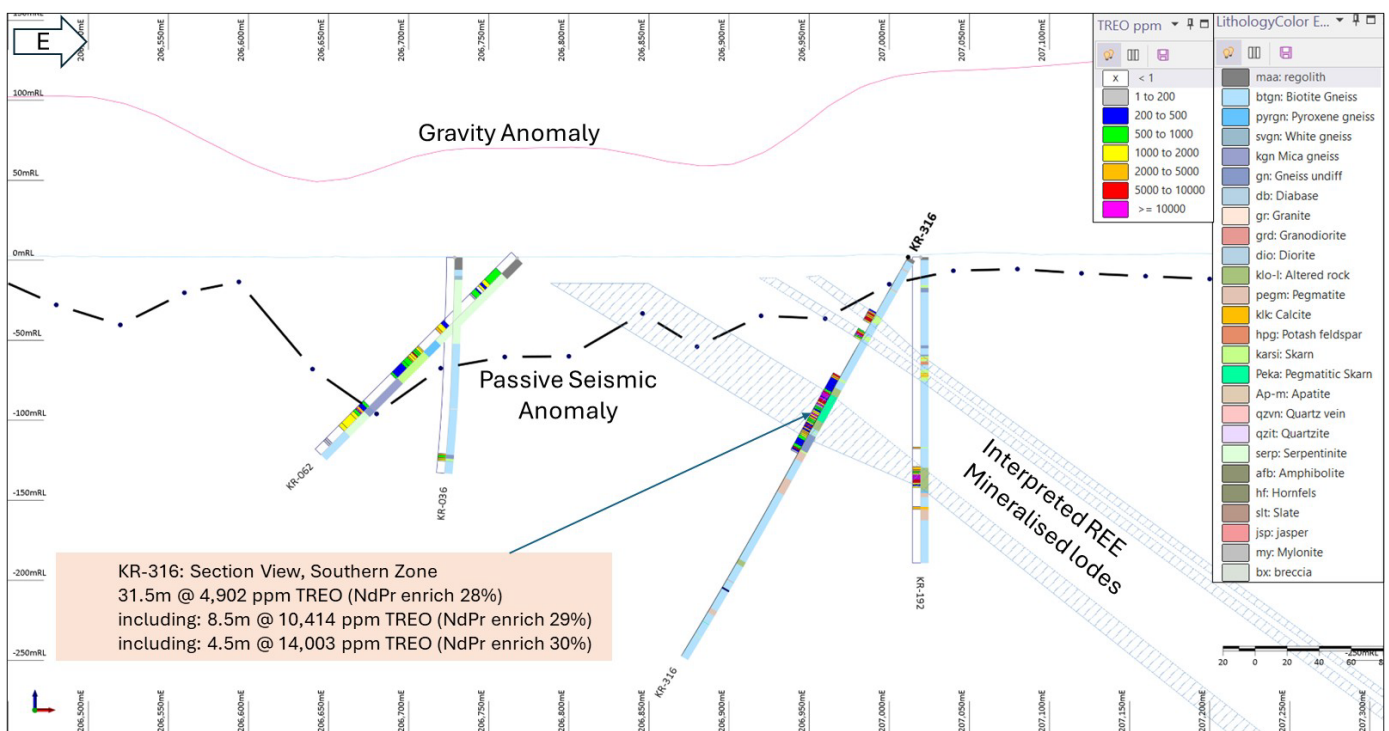 E
206,550mE
206,600mE
206,650mE
206,700mE
206,750mE
206,800mE
206,850mE
206,900mE
206,950mE
207,000mE
207,050mE
207,100mE
100mRL
50mRL
0mRL
-50mRL
-100mRL
-150mRL
-200mRL
-250mRL
Gravity Anomaly
Passive Seismic
Anomaly
Interpreted REE
Mineralised lodes
KR-316
KR-062
KR-036
KR-192
KR-316
KR-316: Section View, Southern Zone
31.5m @ 4,902 ppm TREO (NdPr enrich 28%)
including: 8.5m @ 10,414 ppm TREO (NdPr enrich 29%)
including: 4.5m @ 14,003 ppm TREO (NdPr enrich 30%)
TREO ppm
x < 1
1 to 200
200 to 500
500 to 1000
1000 to 2000
2000 to 5000
5000 to 10000
>= 10000
LithologyColor E...
maa: regolith
btgn: Biotite Gneiss
pyrgn: Pyroxene gneiss
svgn: White gneiss
kgn Mica gneiss
gn: Gneiss undiff
db: Diabase
gr: Granite
grd: Granodiorite
dio: Diorite
klo-l: Altered rock
pegm: Pegmatite
klk: Calcite
hpg: Potash feldspar
karsi: Skarn
Peka: Pegmatitic Skarn
Ap-m: Apatite
qzvn: Quartz vein
qzit: Quartzite
serp: Serpentinite
afb: Amphibolite
hf: Hornfels
slt: Slate
jsp: jasper
my: Mylonite
bx: breccia
-250mRL
20 0 20 40 60
206,500mE
206,550mE
206,600mE
206,650mE
206,700mE
206,750mE
206,800mE
206,850mE
206,900mE
206,950mE
207,000mE
207,050mE
207,100mE
207,150mE
207,200mE
207,250mE
207,300mE